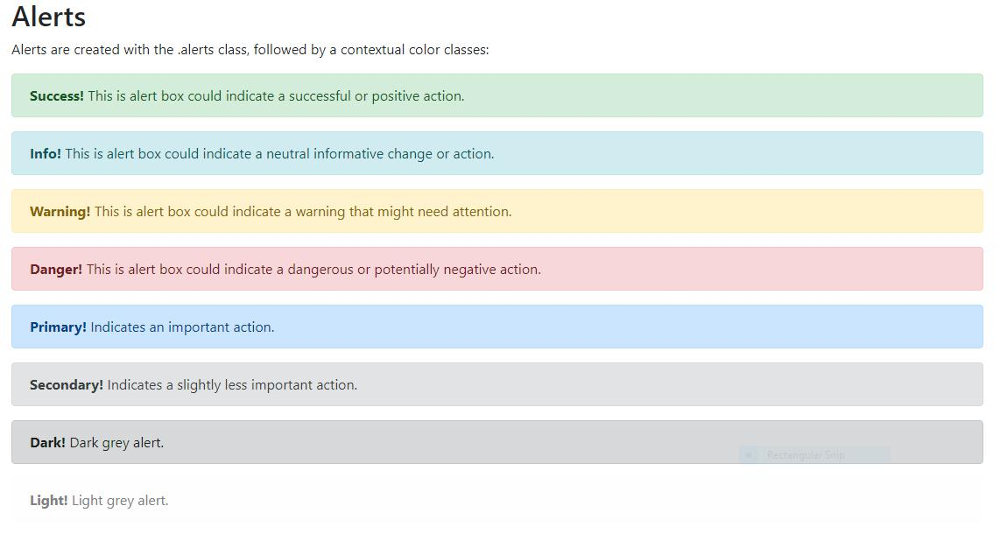 Alerts
Alerts are created with the .alerts class, followed by a contextual color classes:
Success! This is alert box could indicate a successful or positive action.
Info! This is alert box could indicate a neutral informative change or action.
Warning! This is alert box could indicate a warning that might need attention.
Danger! This is alert box could indicate a dangerous or potentially negative action.
Primary! Indicates an important action.
Secondary! Indicates a slightly less important action.
Dark! Dark grey alert.
Rectangular Snip
Light! Light grey alert.